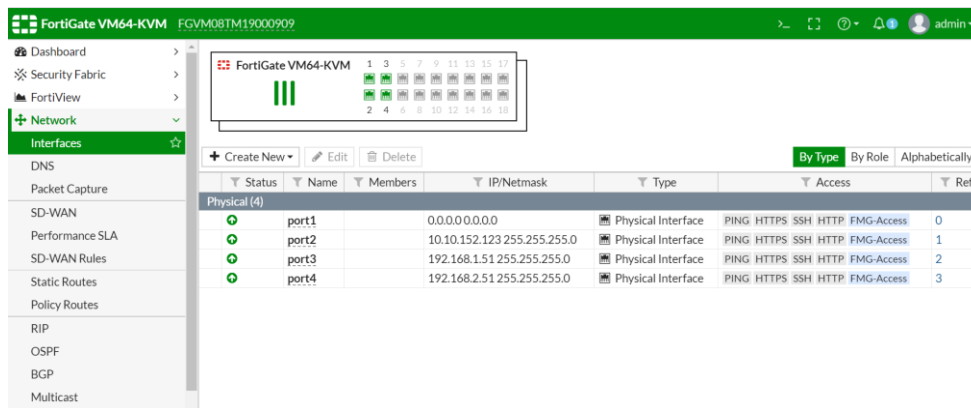 FortiGate VM64-KVM FGVM08TM19000909
>_ ? 1 admin
Dashboard
Security Fabric
FortiView
Network
Interfaces
DNS
Packet Capture
SD-WAN
Performance SLA
SD-WAN Rules
Static Routes
Policy Routes
RIP
OSPF
BGP
Multicast
FortiGate VM64-KVM
1 3 5 7 9 11 13 15 17
2 4 6 8 10 12 14 16 18
+ Create New Edit Delete
By Type By Role Alphabetically
Status Name Members IP/Netmask Type Access Ref
Physical (4)
port1 0.0.0.0 0.0.0.0 Physical Interface PING HTTPS SSH HTTP FMG-Access 0
port2 10.10.152.123 255.255.255.0 Physical Interface PING HTTPS SSH HTTP FMG-Access 1
port3 192.168.1.51 255.255.255.0 Physical Interface PING HTTPS SSH HTTP FMG-Access 2
port4 192.168.2.51 255.255.255.0 Physical Interface PING HTTPS SSH HTTP FMG-Access 3